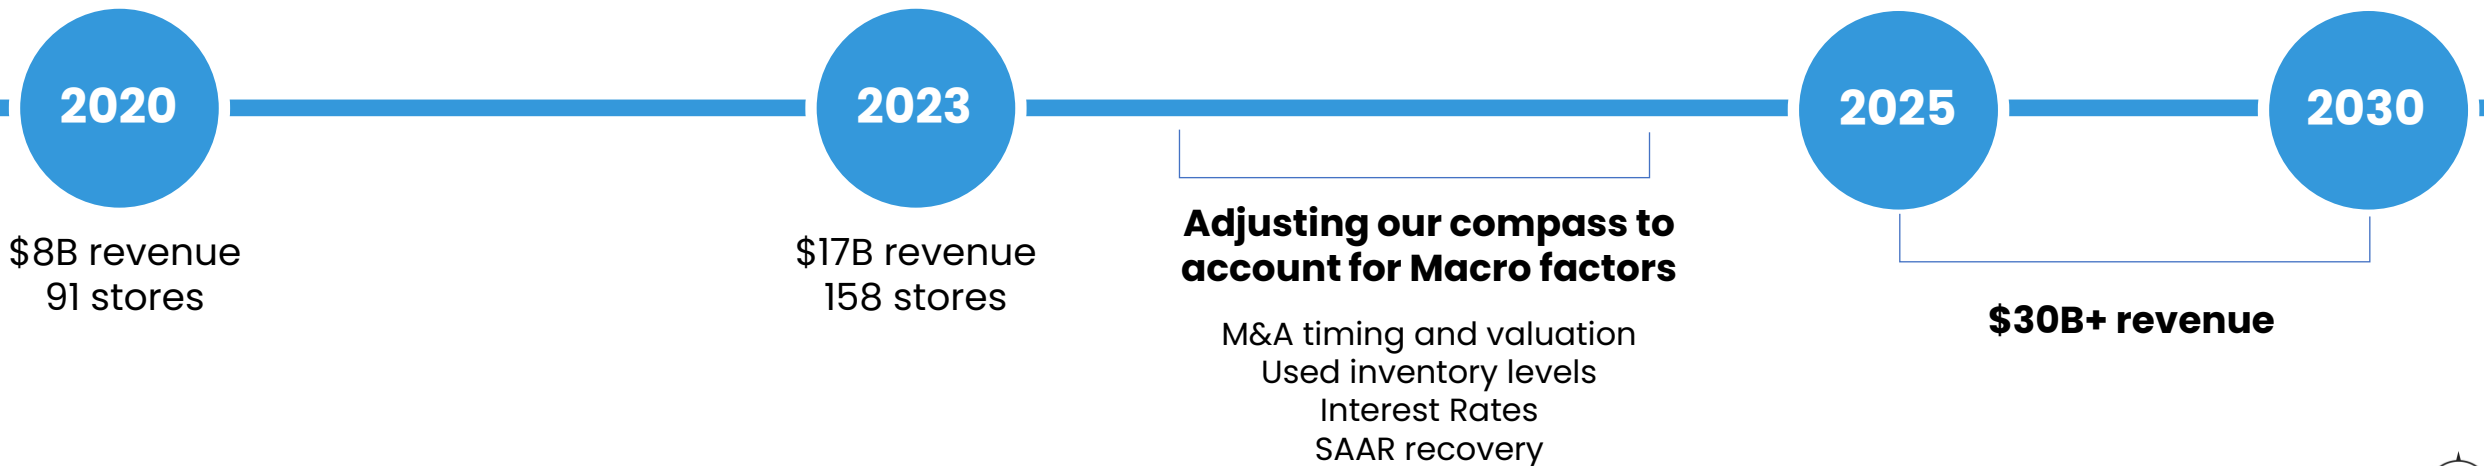 2020
$8B revenue
91 stores
2023
$17B revenue
158 stores
Adjusting our compass to
account for Macro factors
M&A timing and valuation
Used inventory levels
Interest Rates
SAAR recovery
2025
2030
$30B+ revenue